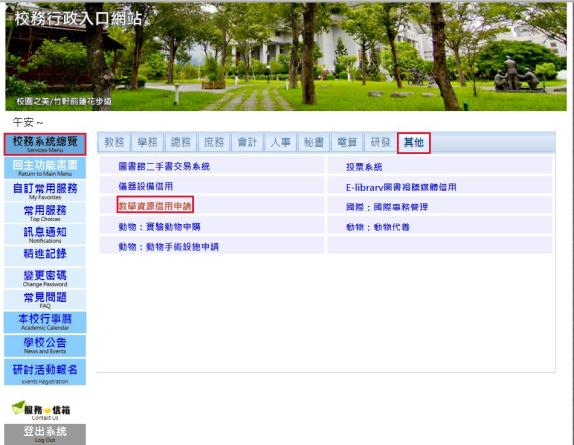 校務行政入口網站
校園之美/竹軒前蓮花步道
午安~
校務系統總覽
Services Menu
回主功能畫面
Return to Main Menu
自訂常用服務
My Favorites
常用服務
Top Choices
訊息通知
Notifications
精進記錄
變更密碼
Change Password
常見問題
FAQ
本校行事曆
Academic Calendar
學校公告
News and Events
研討活動報名
Events Registration
服務 信箱
Contact Us
登出系統
Log Out
教務 學務 總務 庶務 會計 人事 秘書 電算 研發 其他
圖書館二手書交易系統 投票系統
儀器設備借用 E-library圖書視聽媒體借用
教學資源借用申請 國際：國際事務管理
動物：實驗動物申購 動物：動物代養
動物：動物手術設施申請